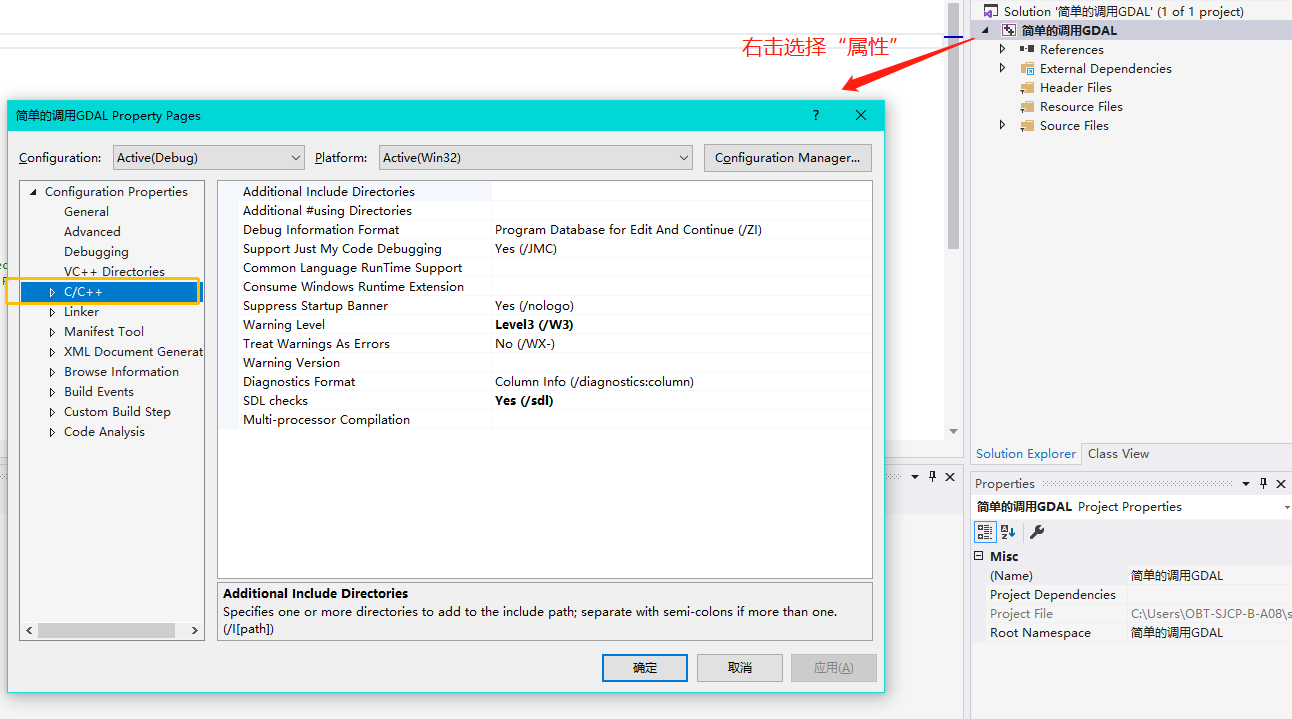 Solution '简单的调用GDAL' (1 of 1 project)
简单的调用GDAL
References
External Dependencies
Header Files
Resource Files
Source Files
右击选择“属性”
简单的调用GDAL Property Pages
?
Configuration:
Active(Debug)
Platform:
Active(Win32)
Configuration Manager...
Configuration Properties
General
Advanced
Debugging
VC++ Directories
C/C++
Linker
Manifest Tool
XML Document Generat
Browse Information
Build Events
Custom Build Step
Code Analysis
Additional Include Directories
Additional #using Directories
Debug Information Format Program Database for Edit And Continue (/ZI)
Support Just My Code Debugging Yes (/JMC)
Common Language RunTime Support
Consume Windows Runtime Extension
Suppress Startup Banner Yes (/nologo)
Warning Level Level3 (/W3)
Treat Warnings As Errors No (/WX-)
Warning Version
Diagnostics Format Column Info (/diagnostics:column)
SDL checks Yes (/sdl)
Multi-processor Compilation
Additional Include Directories
Specifies one or more directories to add to the include path; separate with semi-colons if more than one.
(/I[path])
确定
取消
应用(A)
Solution Explorer
Class View
Properties
简单的调用GDAL Project Properties
Misc
(Name) 简单的调用GDAL
Project Dependencies
Project File C:\Users\OBT-SJCP-B-A08\s
Root Namespace 简单的调用GDAL